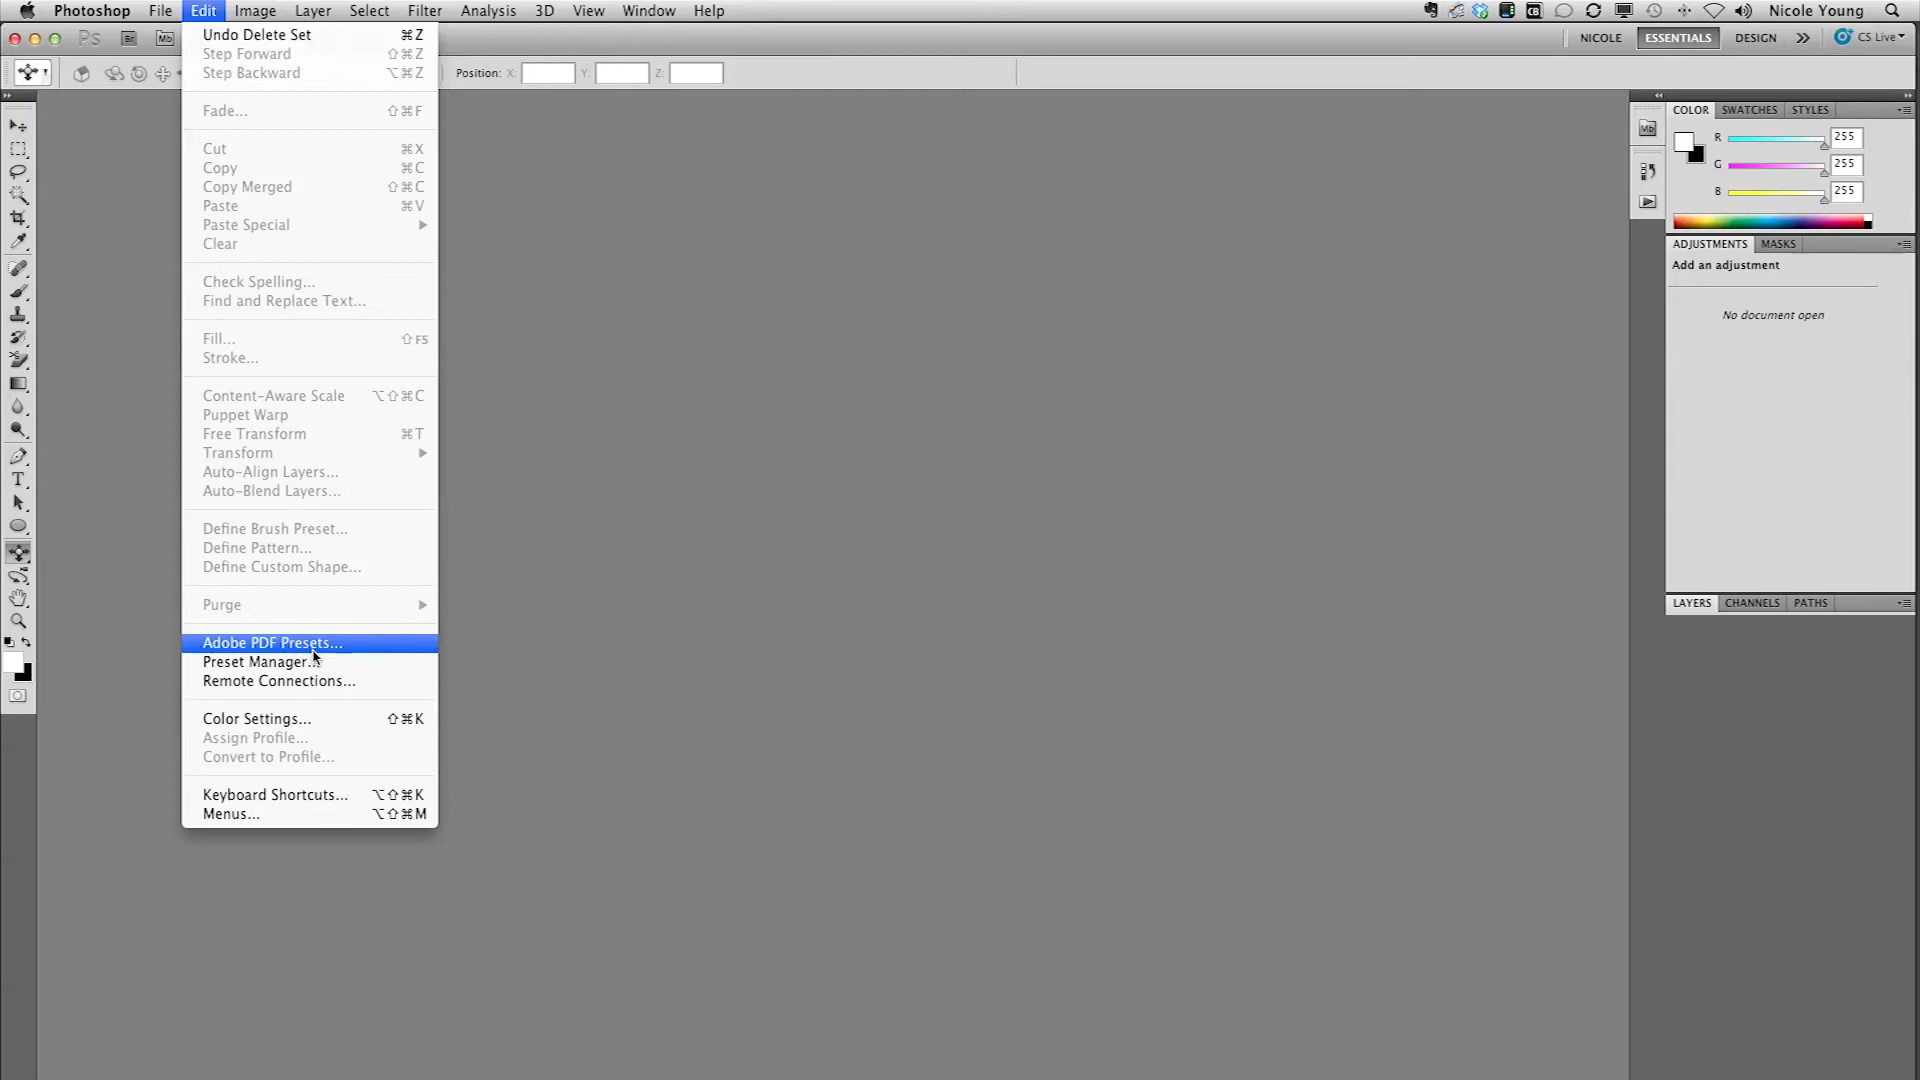 Photoshop File Edit Image Layer Select Filter Analysis 3D View Window Help Nicole Young
Ps Br Mb NICOLE ESSENTIALS DESIGN CS Live
Position: X: Y: Z:
Undo Delete Set ⌘Z
Step Forward ⇧⌘Z
Step Backward ⌥⌘Z
Fade... ⇧⌘F
Cut ⌘X
Copy ⌘C
Copy Merged ⇧⌘C
Paste ⌘V
Paste Special
Clear
Check Spelling...
Find and Replace Text...
Fill... ⇧F5
Stroke...
Content-Aware Scale ⌥⇧⌘C
Puppet Warp
Free Transform ⌘T
Transform
Auto-Align Layers...
Auto-Blend Layers...
Define Brush Preset...
Define Pattern...
Define Custom Shape...
Purge
Adobe PDF Presets...
Preset Manager...
Remote Connections...
Color Settings... ⇧⌘K
Assign Profile...
Convert to Profile...
Keyboard Shortcuts... ⌥⇧⌘K
Menus... ⌥⇧⌘M
Mb
COLOR SWATCHES STYLES
R 255
G 255
B 255
ADJUSTMENTS MASKS
Add an adjustment
No document open
LAYERS CHANNELS PATHS